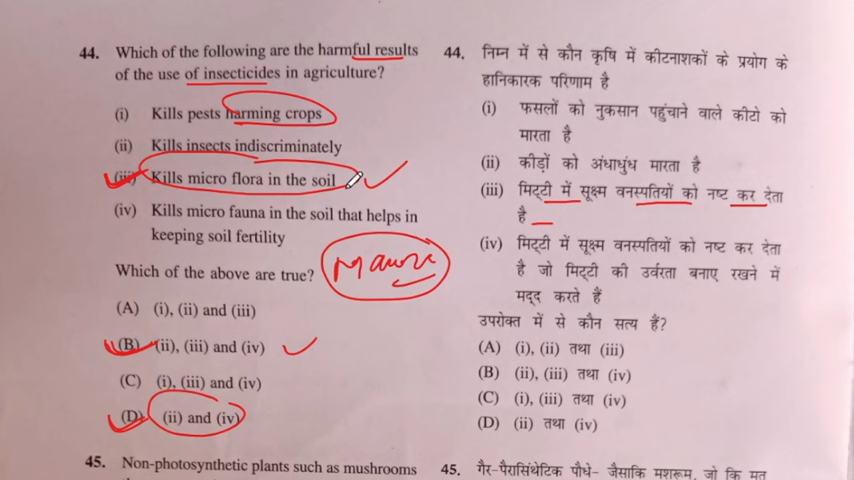 44. Which of the following are the harmful results
of the use of insecticides in agriculture?
(i) Kills pests harming crops
(ii) Kills insects indiscriminately
(iii) Kills micro flora in the soil
(iv) Kills micro fauna in the soil that helps in
keeping soil fertility
Which of the above are true?
(A) (i), (ii) and (iii)
(B) (ii), (iii) and (iv)
(C) (i), (iii) and (iv)
(D) (ii) and (iv)
45. Non-photosynthetic plants such as mushrooms
44. निम्न में से कौन कृषि में कीटनाशकों के प्रयोग के
हानिकारक परिणाम है
(i) फसलों को नुकसान पहुंचाने वाले कीटो को
मारता है
(ii) कीड़ों को अंधाधुंध मारता है
(iii) मिट्टी में सूक्ष्म वनस्पतियों को नष्ट कर देता
है
(iv) मिट्टी में सूक्ष्म वनस्पतियों को नष्ट कर देता
है जो मिट्टी की उर्वरता बनाए रखने में
मद्द करते हैं
उपरोक्त में से कौन सत्य हैं?
(A) (i), (ii) तथा (iii)
(B) (ii), (iii) तथा (iv)
(C) (i), (iii) तथा (iv)
(D) (ii) तथा (iv)
45. गैर-पैरासिंथेटिक पौधे- जैसाकि मशरूम, जो कि मृत